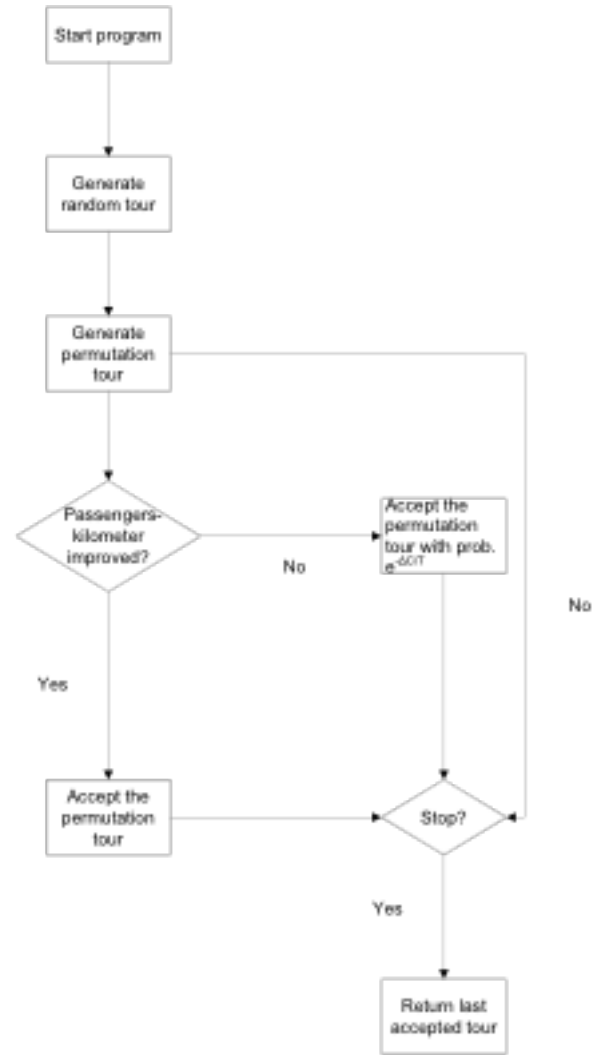 Start program
Generate
random tour
Generate
permutation
tour
Passengers-
kilometer
improved?
No
Accept the
permutation
tour with prob.
e^-ΔC/T
No
Yes
Accept the
permutation
tour
Stop?
Yes
Return last
accepted tour